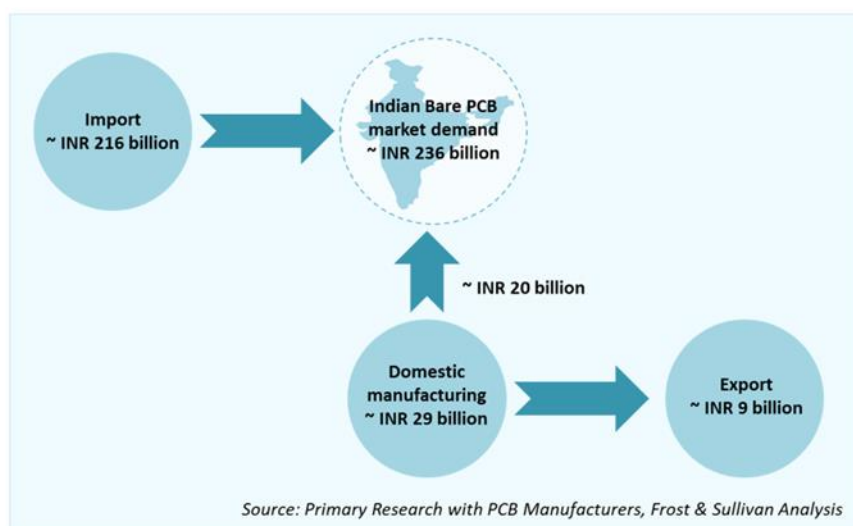 Import
~ INR 216 billion
Indian Bare PCB
market demand
~ INR 236 billion
~ INR 20 billion
Domestic
manufacturing
~ INR 29 billion
Export
~ INR 9 billion
Source: Primary Research with PCB Manufacturers, Frost & Sullivan Analysis